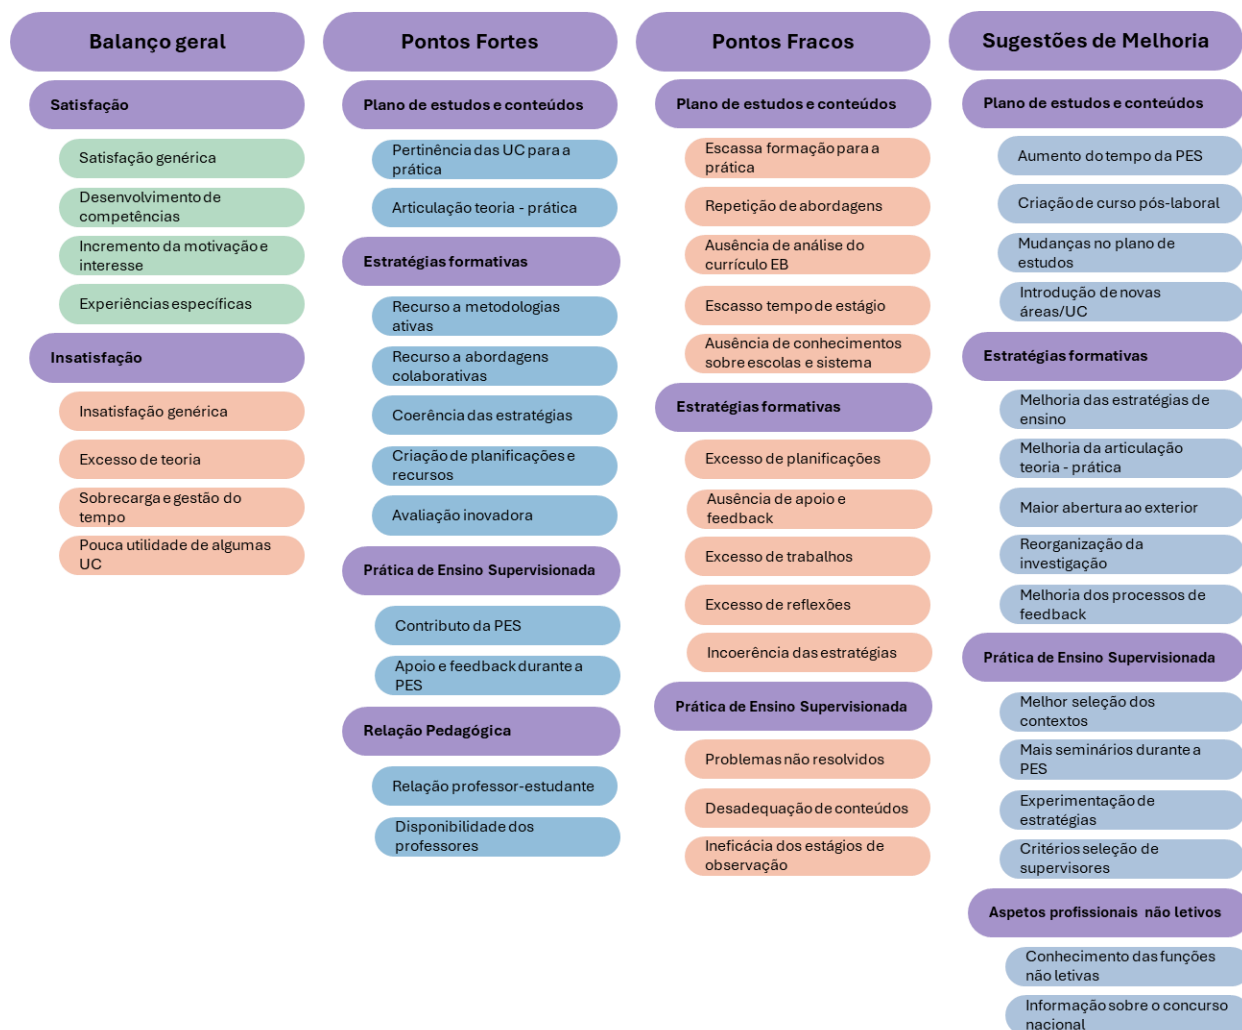 Balanço geral
Satisfação
Satisfação genérica
Desenvolvimento de
competências
Incremento da motivação e
interesse
Experiências específicas
Insatisfação
Insatisfação genérica
Excesso de teoria
Sobrecarga e gestão do
tempo
Pouca utilidade de algumas
UC
Pontos Fortes
Plano de estudos e conteúdos
Pertinência das UC para a
prática
Articulação teoria - prática
Estratégias formativas
Recurso a metodologias
ativas
Recurso a abordagens
colaborativas
Coerência das estratégias
Criação de planificações e
recursos
Avaliação inovadora
Prática de Ensino Supervisionada
Contributo da PES
Apoio e feedback durante a
PES
Relação Pedagógica
Relação professor-estudante
Disponibilidade dos
professores
Pontos Fracos
Plano de estudos e conteúdos
Escassa formação para a
prática
Repetição de abordagens
Ausência de análise do
currículo EB
Escasso tempo de estágio
Ausência de conhecimentos
sobre escolas e sistema
Estratégias formativas
Excesso de planificações
Ausência de apoio e
feedback
Excesso de trabalhos
Excesso de reflexões
Incoerência das estratégias
Prática de Ensino Supervisionada
Problemas não resolvidos
Desadequação de conteúdos
Ineficácia dos estágios de
observação
Sugestões de Melhoria
Plano de estudos e conteúdos
Aumento do tempo da PES
Criação de curso pós-laboral
Mudanças no plano de
estudos
Introdução de novas
áreas/UC
Estratégias formativas
Melhoria das estratégias de
ensino
Melhoria da articulação
teoria - prática
Maior abertura ao exterior
Reorganização da
investigação
Melhoria dos processos de
feedback
Prática de Ensino Supervisionada
Melhor seleção dos
contextos
Mais seminários durante a
PES
Experimentação de
estratégias
Critérios seleção de
supervisores
Aspetos profissionais não letivos
Conhecimento das funções
não letivas
Informação sobre o concurso
nacional